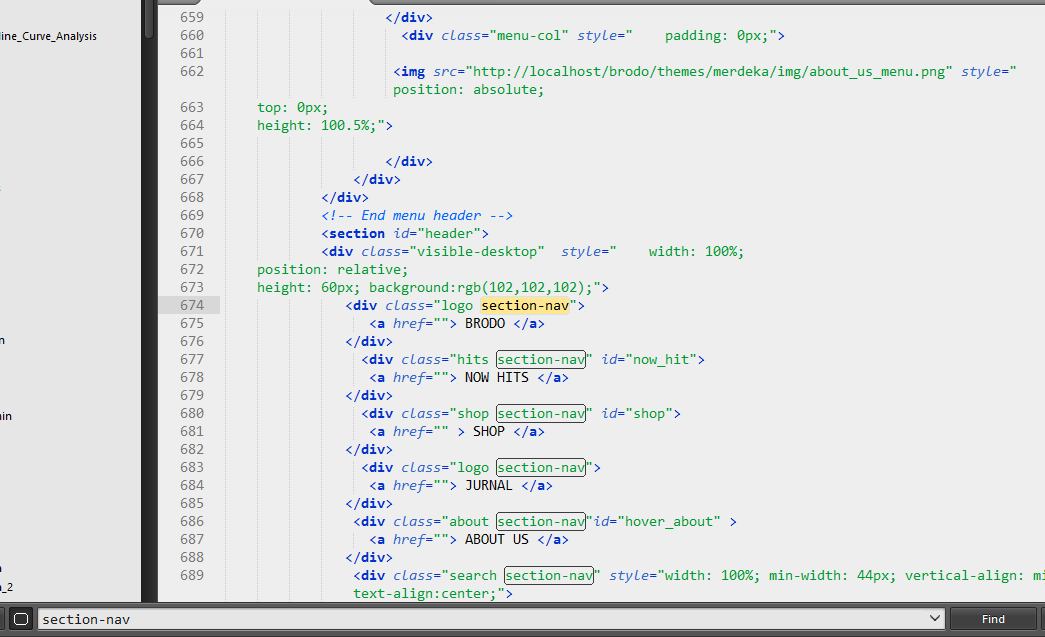 line_Curve_Analysis
659 </div>
660 <div class="menu-col" style="    padding: 0px;">
661
662 <img src="http://localhost/brodo/themes/merdeka/img/about_us_menu.png" style="
position: absolute;
663 top: 0px;
664 height: 100.5%;">
665
666 </div>
667 </div>
668 </div>
669 <!-- End menu header -->
670 <section id="header">
671 <div class="visible-desktop"  style="    width: 100%;
672 position: relative;
673 height: 60px; background:rgb(102,102,102);">
674 <div class="logo section-nav">
675 <a href=""> BRODO </a>
676 </div>
677 <div class="hits section-nav" id="now_hit">
678 <a href=""> NOW HITS </a>
679 </div>
680 <div class="shop section-nav" id="shop">
681 <a href="" > SHOP </a>
682 </div>
683 <div class="logo section-nav">
684 <a href=""> JURNAL </a>
685 </div>
686 <div class="about section-nav"id="hover_about" >
687 <a href=""> ABOUT US </a>
688 </div>
689 <div class="search section-nav" style="width: 100%; min-width: 44px; vertical-align: mi
text-align:center;">
_2
section-nav
Find